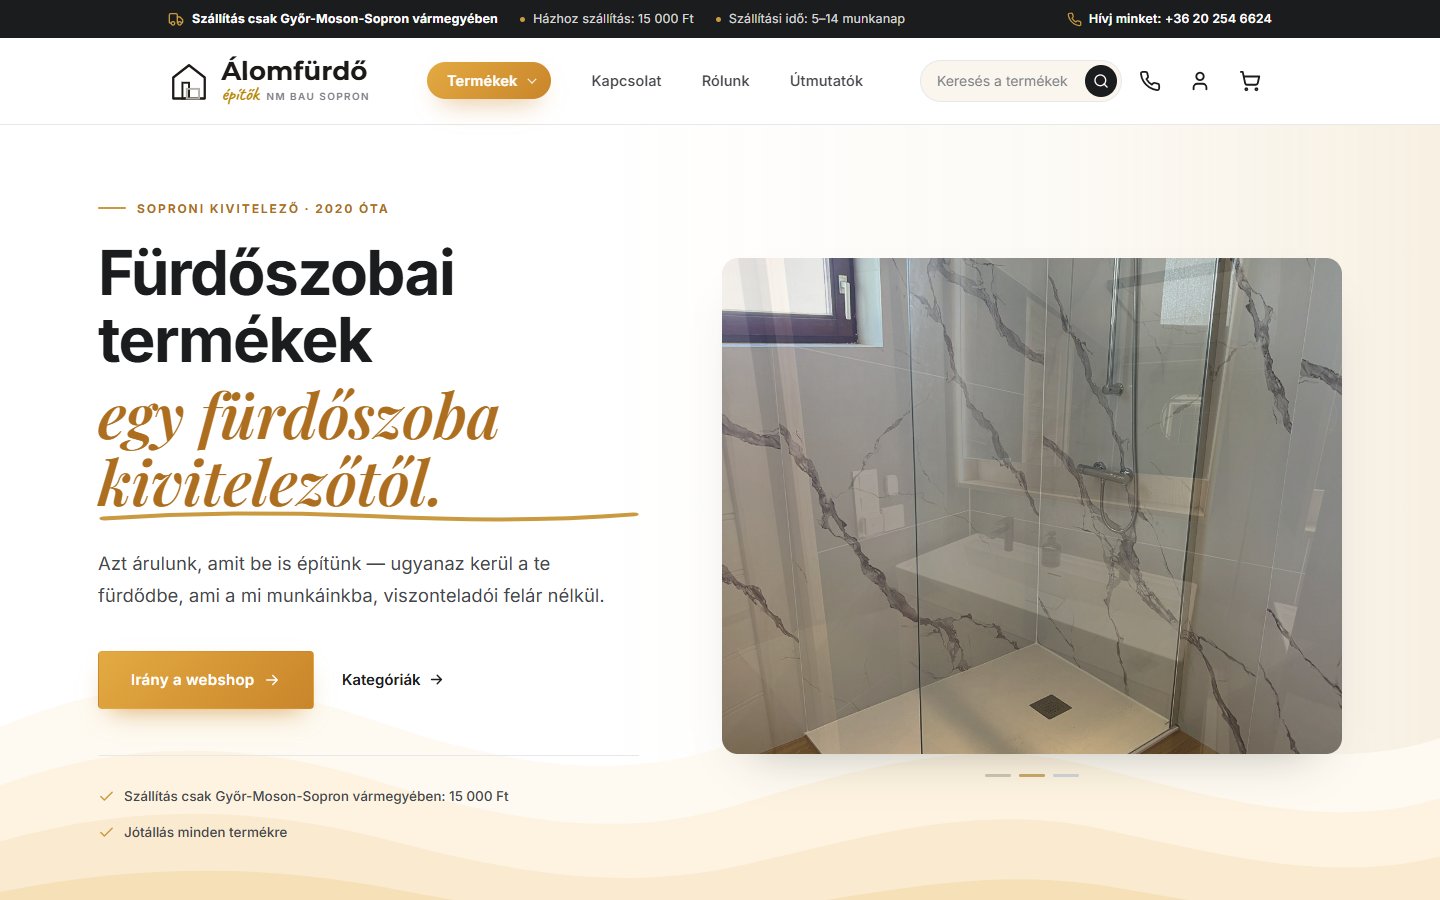 Szállítás csak Győr-Moson-Sopron vármegyében
Házhoz szállítás: 15 000 Ft
Szállítási idő: 5–14 munkanap
Hívj minket: +36 20 254 6624
Álomfürdő
építők NM BAU SOPRON
Termékek
Kapcsolat
Rólunk
Útmutatók
Keresés a termékek
SOPRONI KIVITELEZŐ · 2020 ÓTA
Fürdőszobai
termékek
egy fürdőszoba
kivitelezőtől.
Azt árulunk, amit be is építünk — ugyanaz kerül a te
fürdődbe, ami a mi munkáinkba, viszonteladói felár nélkül.
Irány a webshop →
Kategóriák →
Szállítás csak Győr-Moson-Sopron vármegyében: 15 000 Ft
Jótállás minden termékre